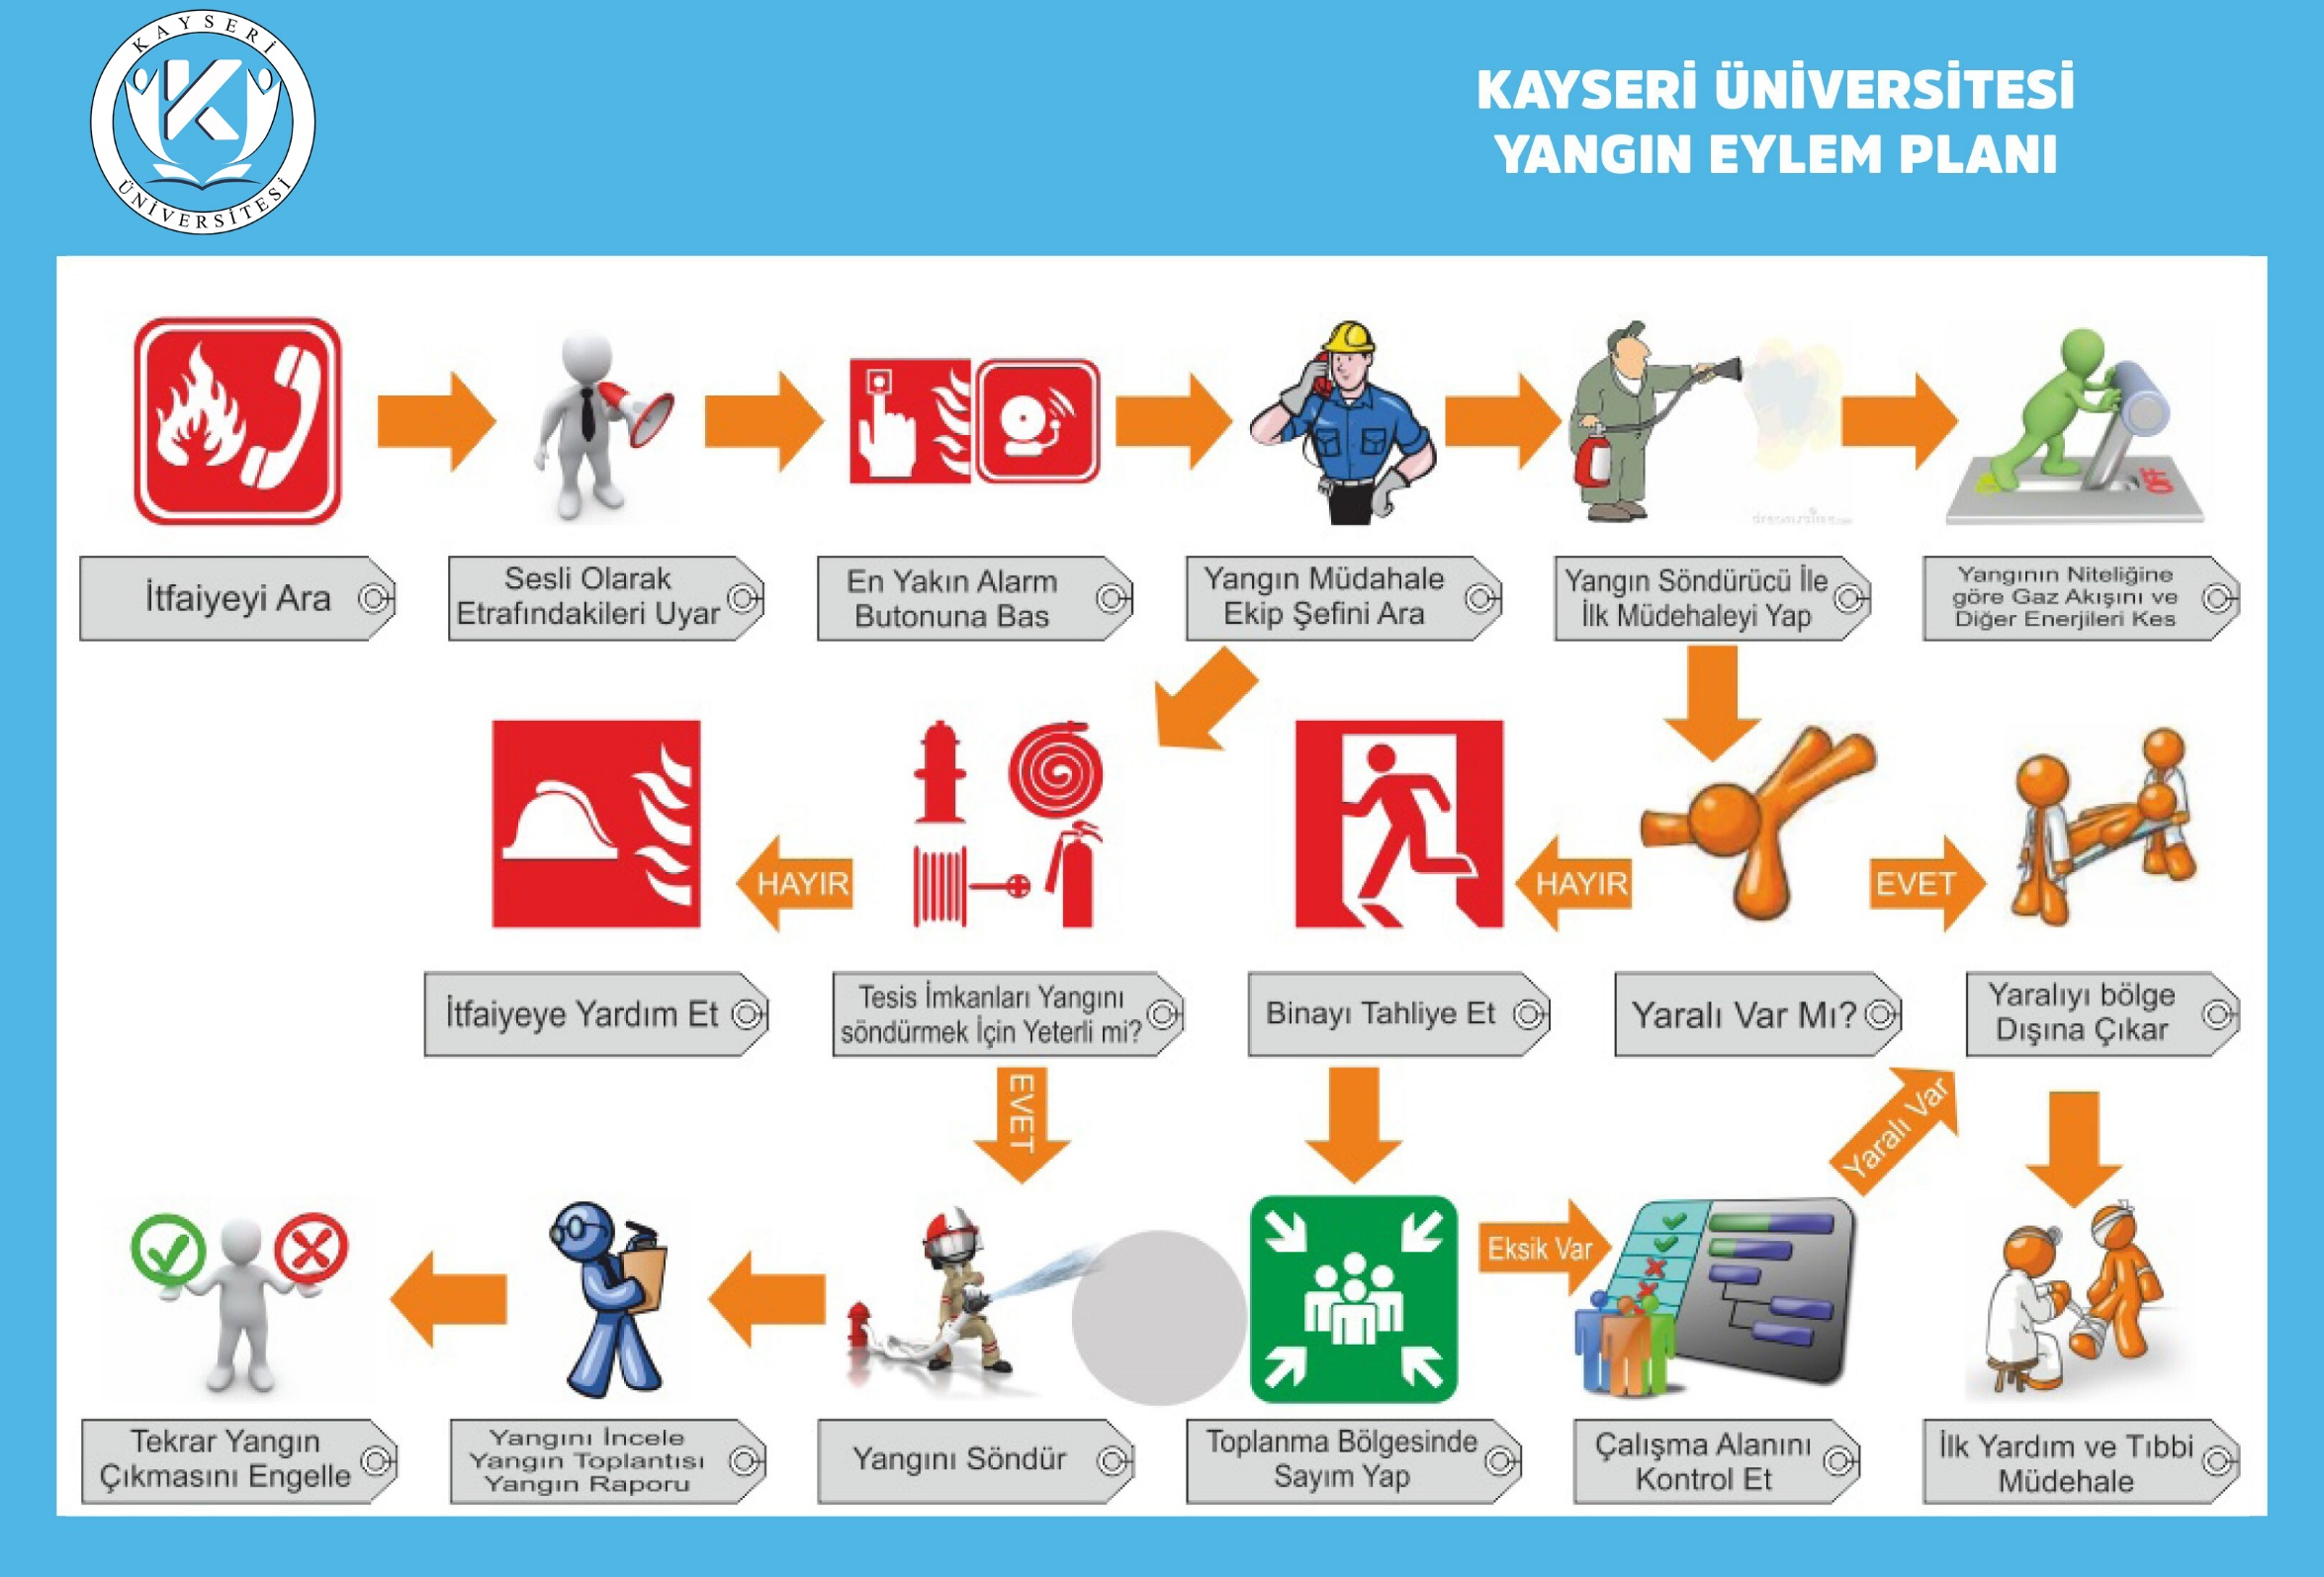 KAYSERİ
ÜNİVERSİTESİ
KAYSERİ ÜNİVERSİTESİ
YANGIN EYLEM PLANI
OFF
İtfaiyeyi Ara
Sesli Olarak
Etrafındakileri Uyar
En Yakın Alarm
Butonuna Bas
Yangın Müdahale
Ekip Şefini Ara
Yangın Söndürücü İle
İlk Müdehaleyi Yap
Yangının Niteliğine
göre Gaz Akışını ve
Diğer Enerjileri Kes
HAYIR
HAYIR
EVET
İtfaiyeye Yardım Et
Tesis İmkanları Yangını
söndürmek İçin Yeterli mi?
Binayı Tahliye Et
Yaralı Var Mı?
Yaralıyı bölge
Dışına Çıkar
EVET
Yaralı Var
Eksik Var
Tekrar Yangın
Çıkmasını Engelle
Yangını İncele
Yangın Toplantısı
Yangın Raporu
Yangını Söndür
Toplanma Bölgesinde
Sayım Yap
Çalışma Alanını
Kontrol Et
İlk Yardım ve Tıbbi
Müdehale